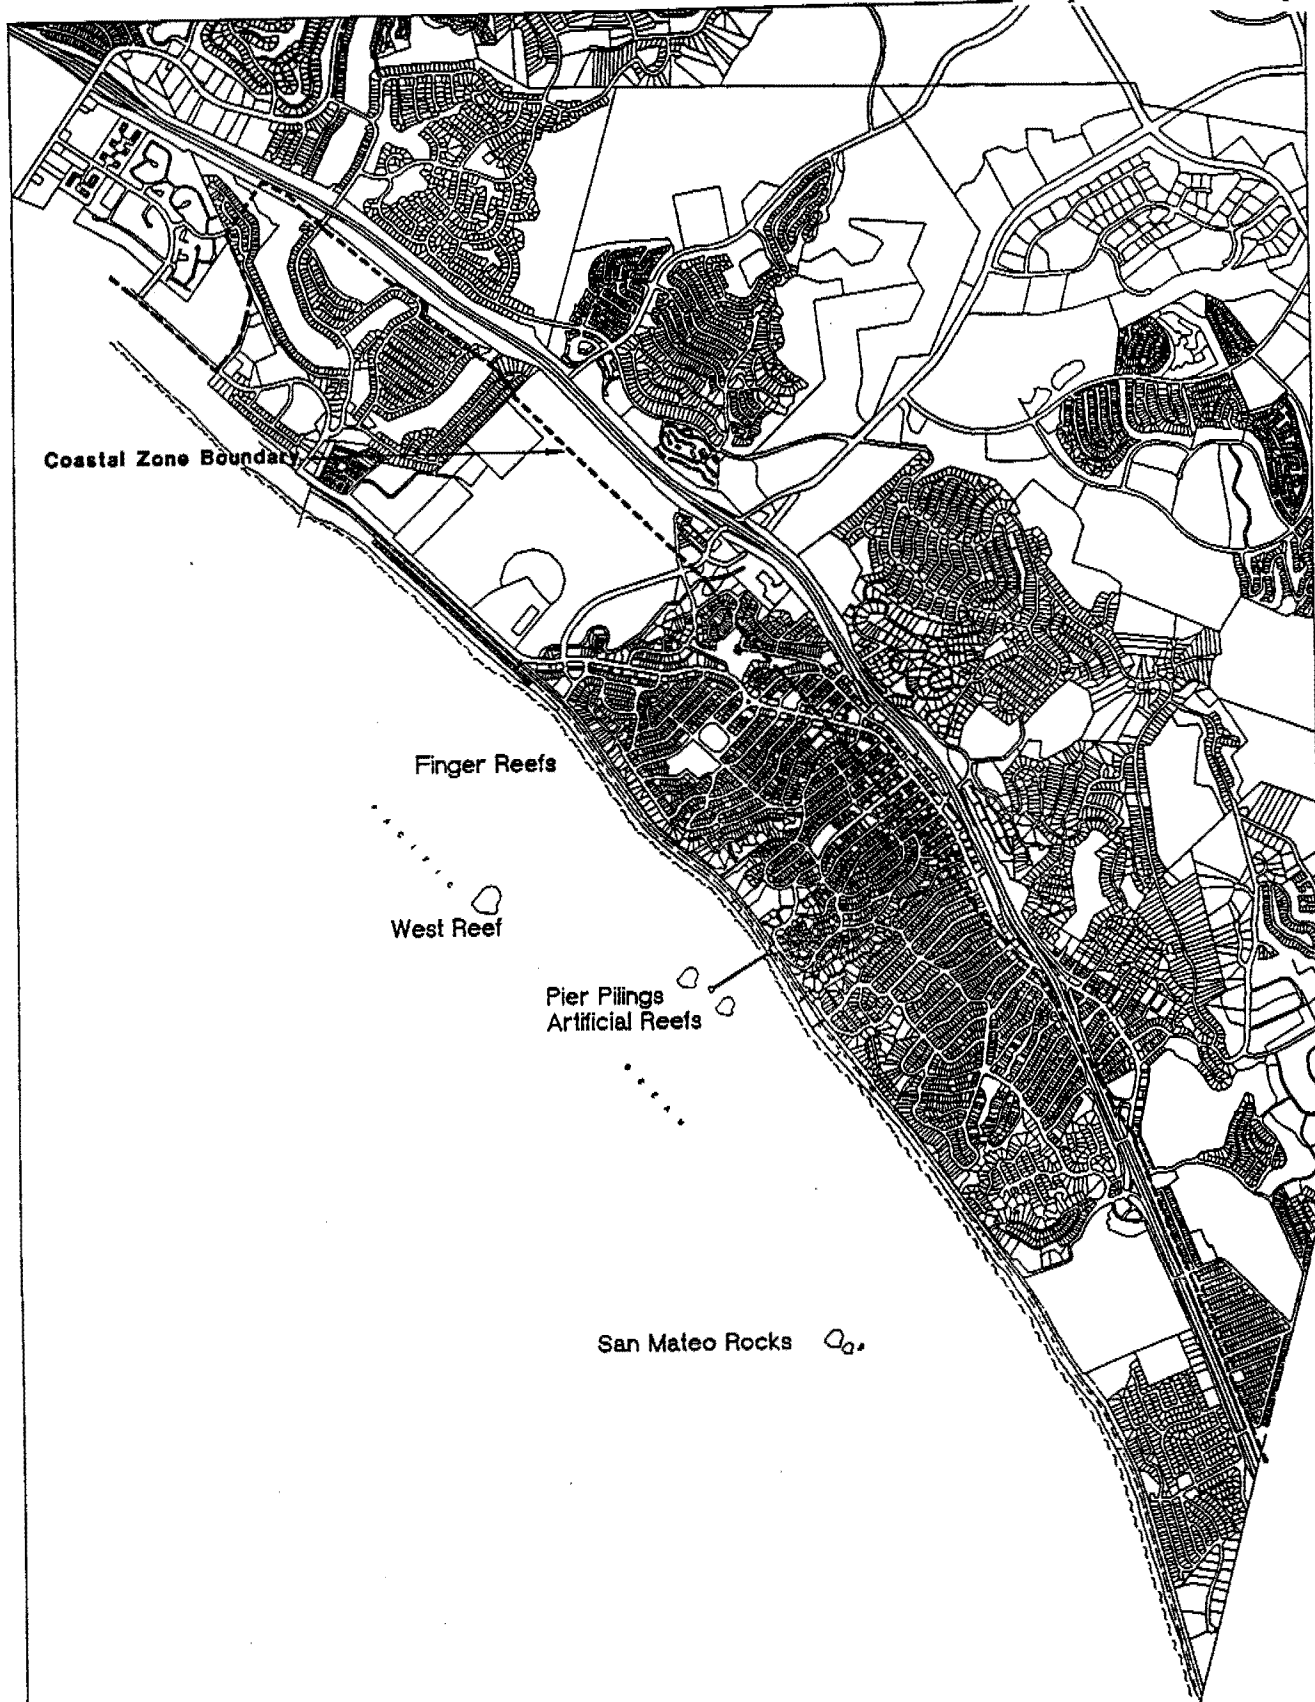 Coastal Zone Boundary
Finger Reefs
West Reef
Pier Pilings
Artificial Reefs
San Mateo Rocks